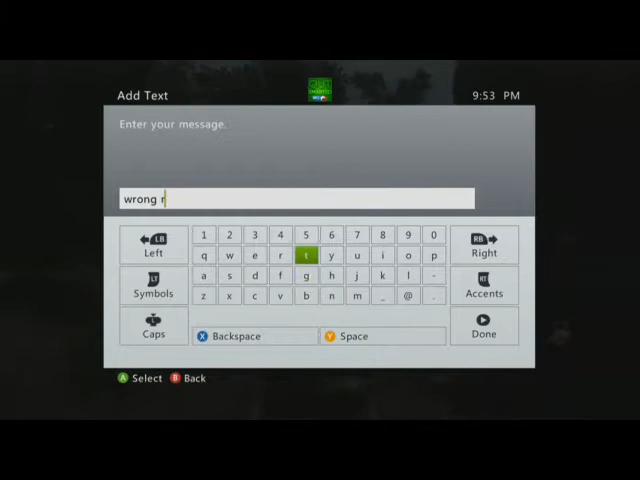 Add Text
9:53 PM
Enter your message.
wrong r
LB
Left
1 2 3 4 5 6 7 8 9 0
RB
Right
q w e r t y u i o p
LT
Symbols
a s d f g h j k l -
RT
Accents
z x c v b n m _ @ .
L
Caps
X Backspace
Y Space
Done
A Select B Back